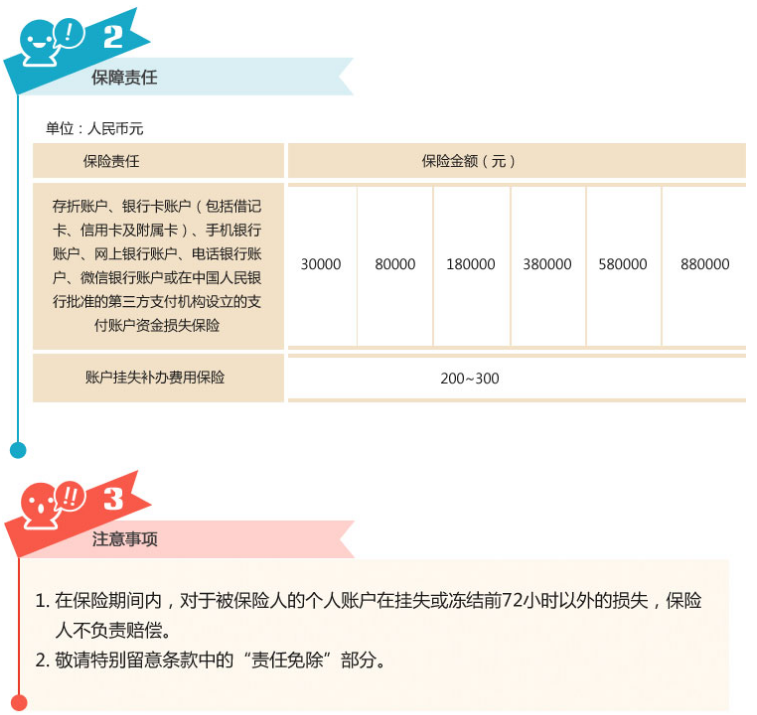 2
保障责任
单位：人民币元
保险责任
保险金额（元）
存折账户、银行卡账户（包括借记
卡、信用卡及附属卡）、手机银行
账户、网上银行账户、电话银行账
户、微信银行账户或在中国人民银
行批准的第三方支付机构设立的支
付账户资金损失保险
30000 80000 180000 380000 580000 880000
账户挂失补办费用保险
200~300
3
注意事项
1. 在保险期间内，对于被保险人的个人账户在挂失或冻结前72小时以外的损失，保险
人不负责赔偿。
2. 敬请特别留意条款中的“责任免除”部分。